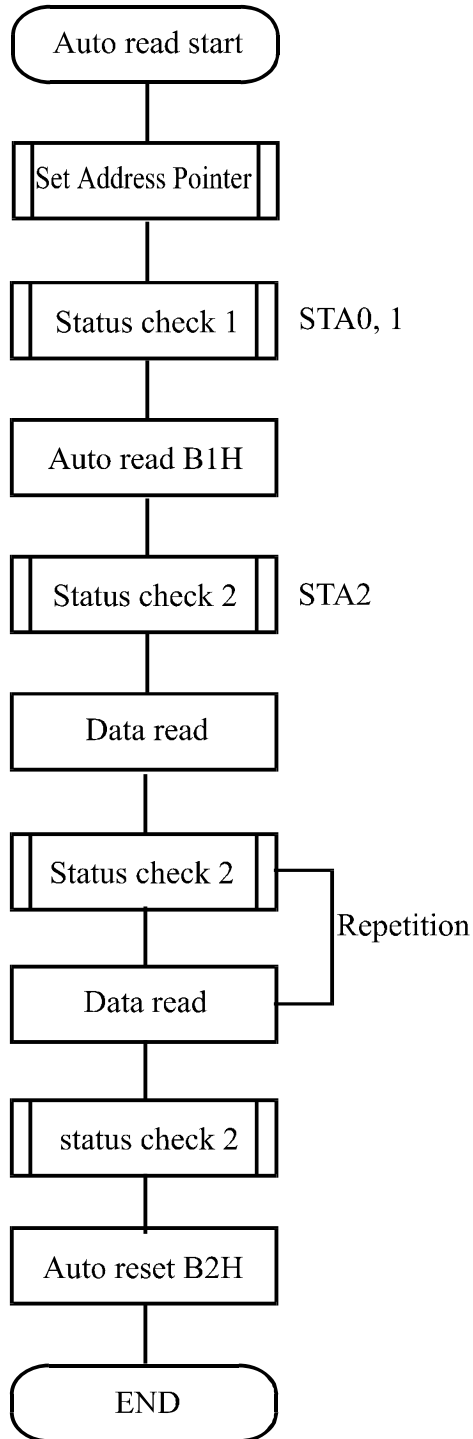 Auto read start
Set Address Pointer
Status check 1
STA0, 1
Auto read B1H
Status check 2
STA2
Data read
Status check 2
Repetition
Data read
status check 2
Auto reset B2H
END